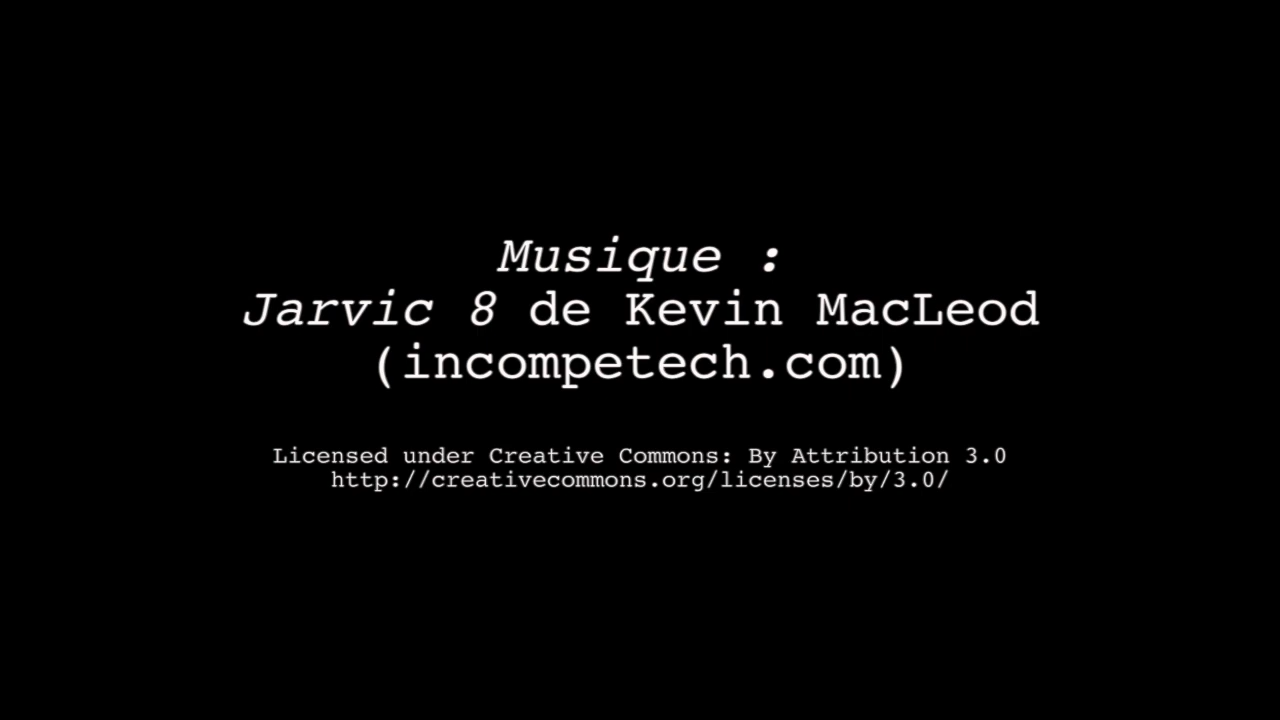 Musique :
Jarvic 8 de Kevin MacLeod
(incompetech.com)
Licensed under Creative Commons: By Attribution 3.0
http://creativecommons.org/licenses/by/3.0/